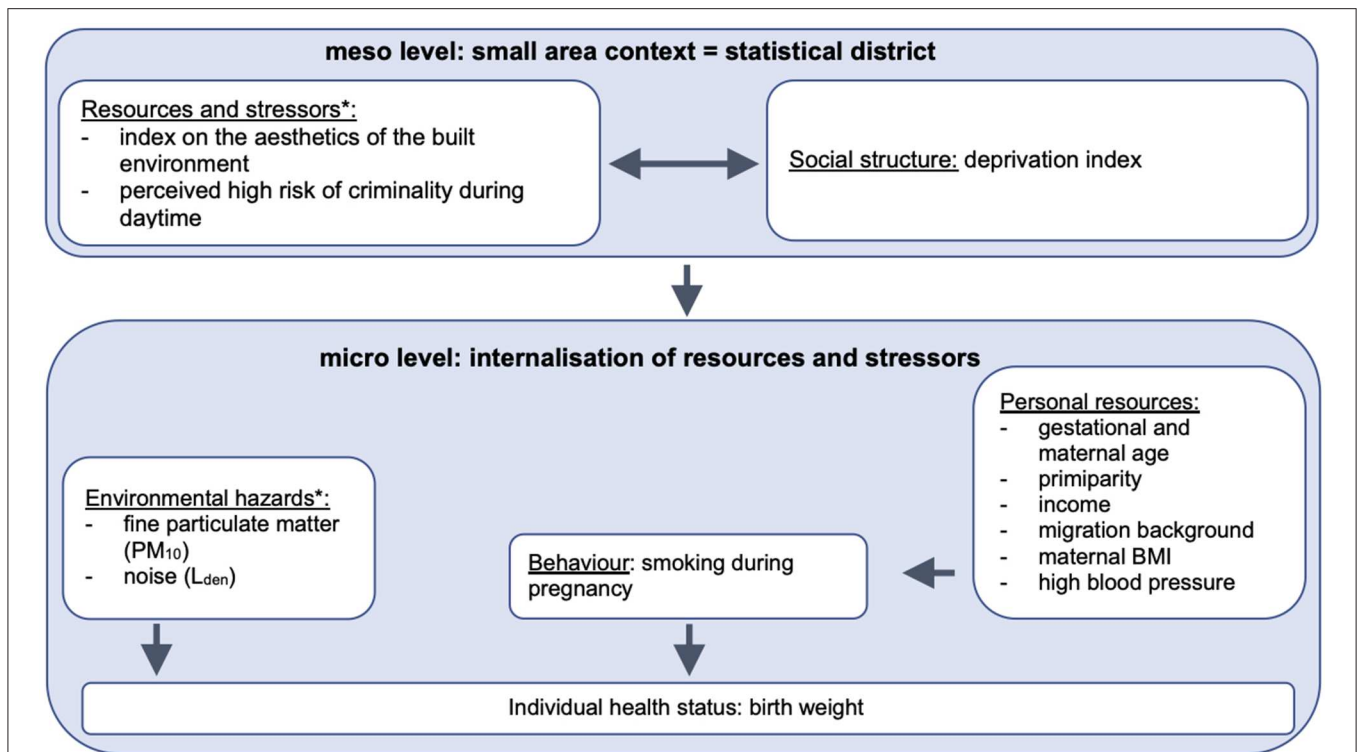 meso level: small area context = statistical district
Resources and stressors*:
- index on the aesthetics of the built
environment
- perceived high risk of criminality during
daytime
Social structure: deprivation index
micro level: internalisation of resources and stressors
Personal resources:
- gestational and
maternal age
- primiparity
- income
- migration background
- maternal BMI
- high blood pressure
Environmental hazards*:
- fine particulate matter
(PM₁₀)
- noise (Lden)
Behaviour: smoking during
pregnancy
Individual health status: birth weight